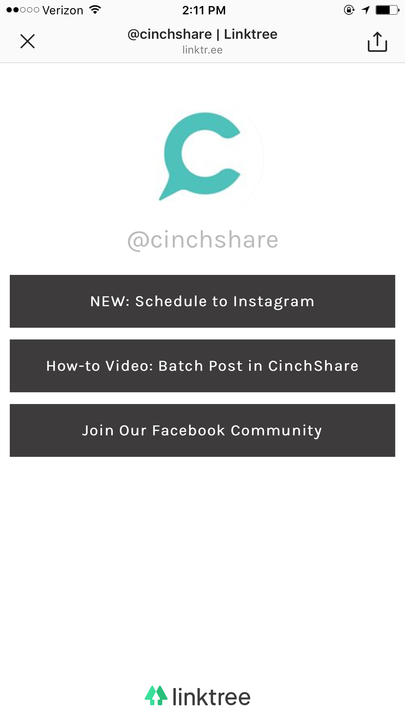 Verizon 2:11 PM
@cinchshare | Linktree
linktr.ee
@cinchshare
NEW: Schedule to Instagram
How-to Video: Batch Post in CinchShare
Join Our Facebook Community
linktree